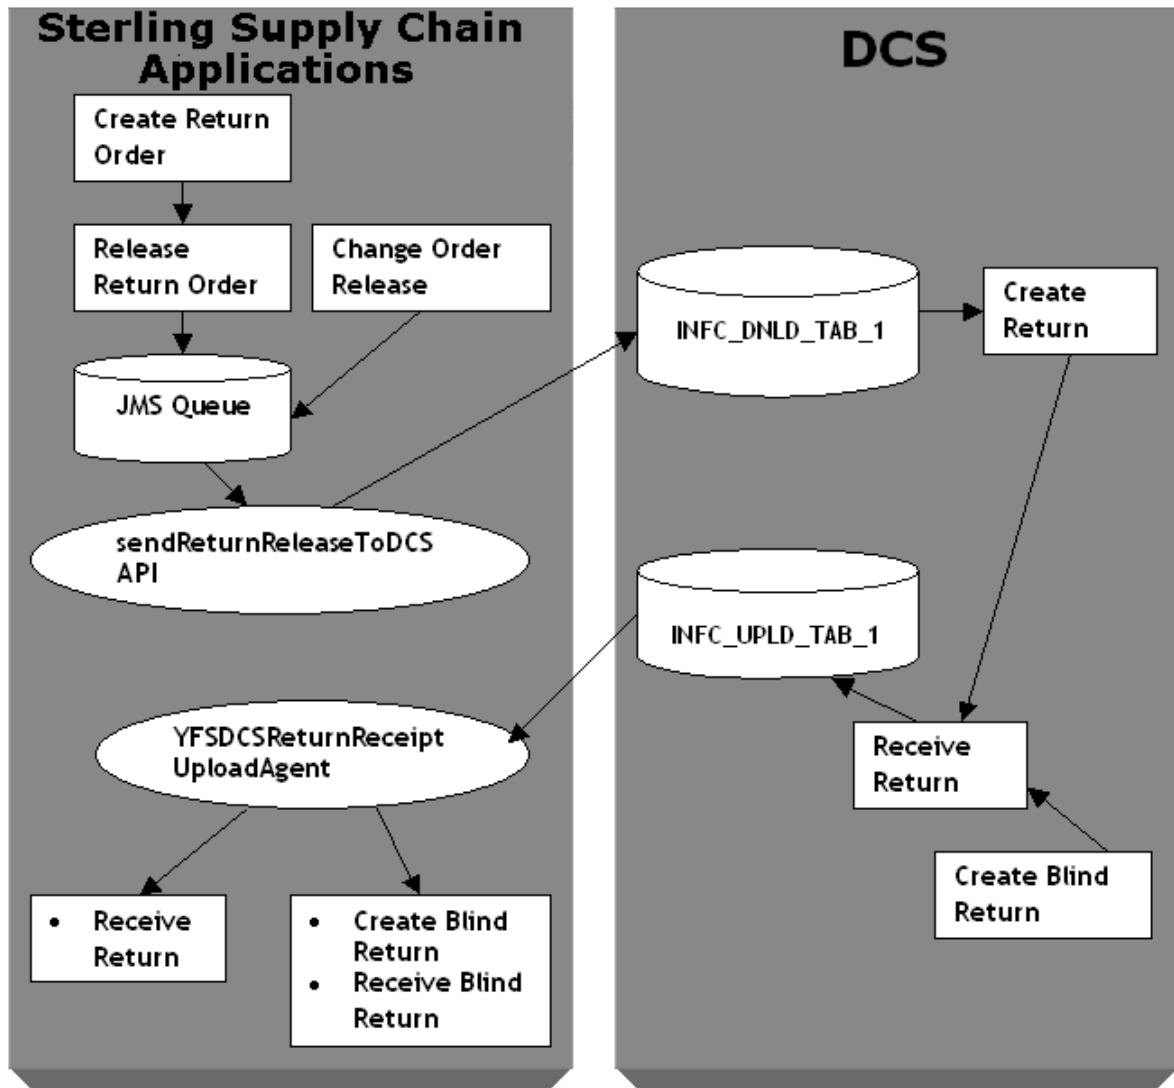 Sterling Supply Chain
Applications
Create Return
Order
Release
Return Order
Change Order
Release
JMS Queue
sendReturnReleaseToDCS
API
YFSDCSReturnReceipt
UploadAgent
• Receive
Return
• Create Blind
Return
• Receive Blind
Return
DCS
INFC_DNLD_TAB_1
Create
Return
INFC_UPLD_TAB_1
Receive
Return
Create Blind
Return